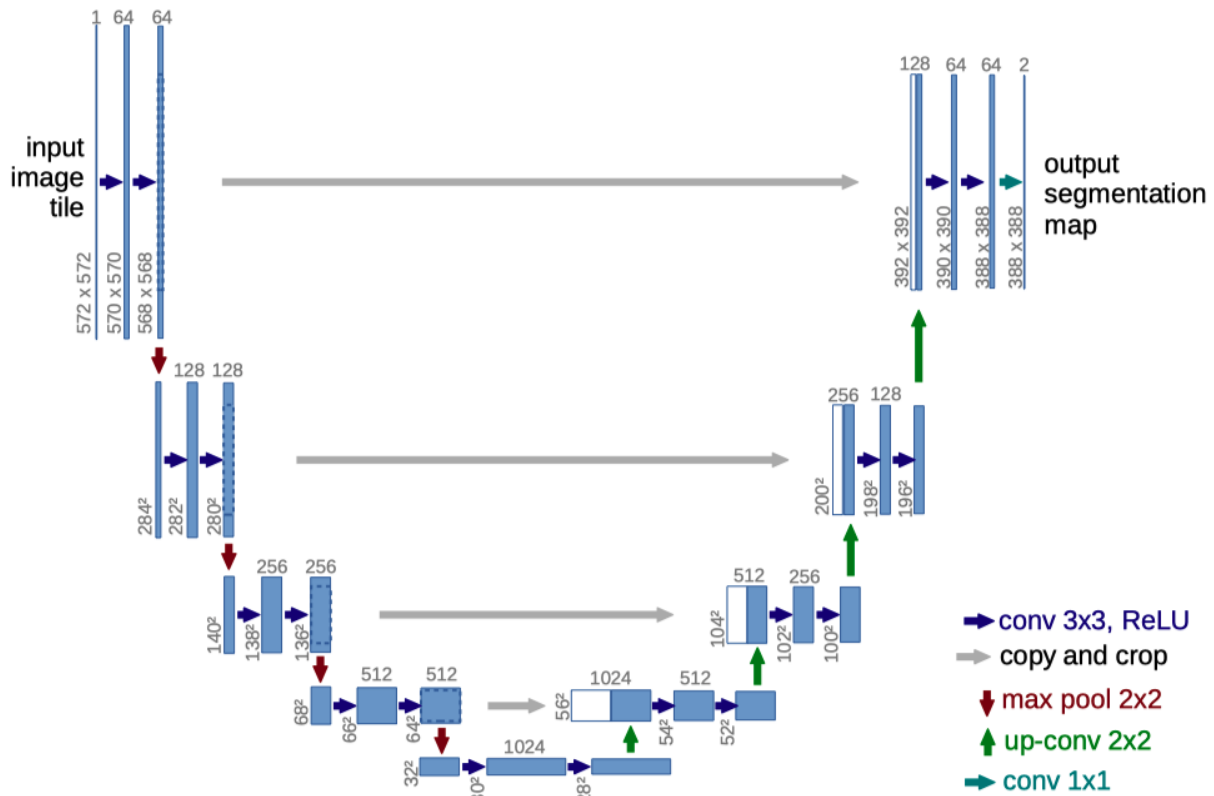 1 64 64
128 64 64 2
input
image
tile
output
segmentation
map
572 x 572
570 x 570
568 x 568
392 x 392
390 x 390
388 x 388
388 x 388
128 128
256 128
284²
282²
280²
200²
198²
196²
256 256
512 256
140²
138²
136²
104²
102²
100²
512 512
1024 512
68²
66²
64²
56²
54²
52²
1024
32²
conv 3x3, ReLU
copy and crop
max pool 2x2
up-conv 2x2
conv 1x1